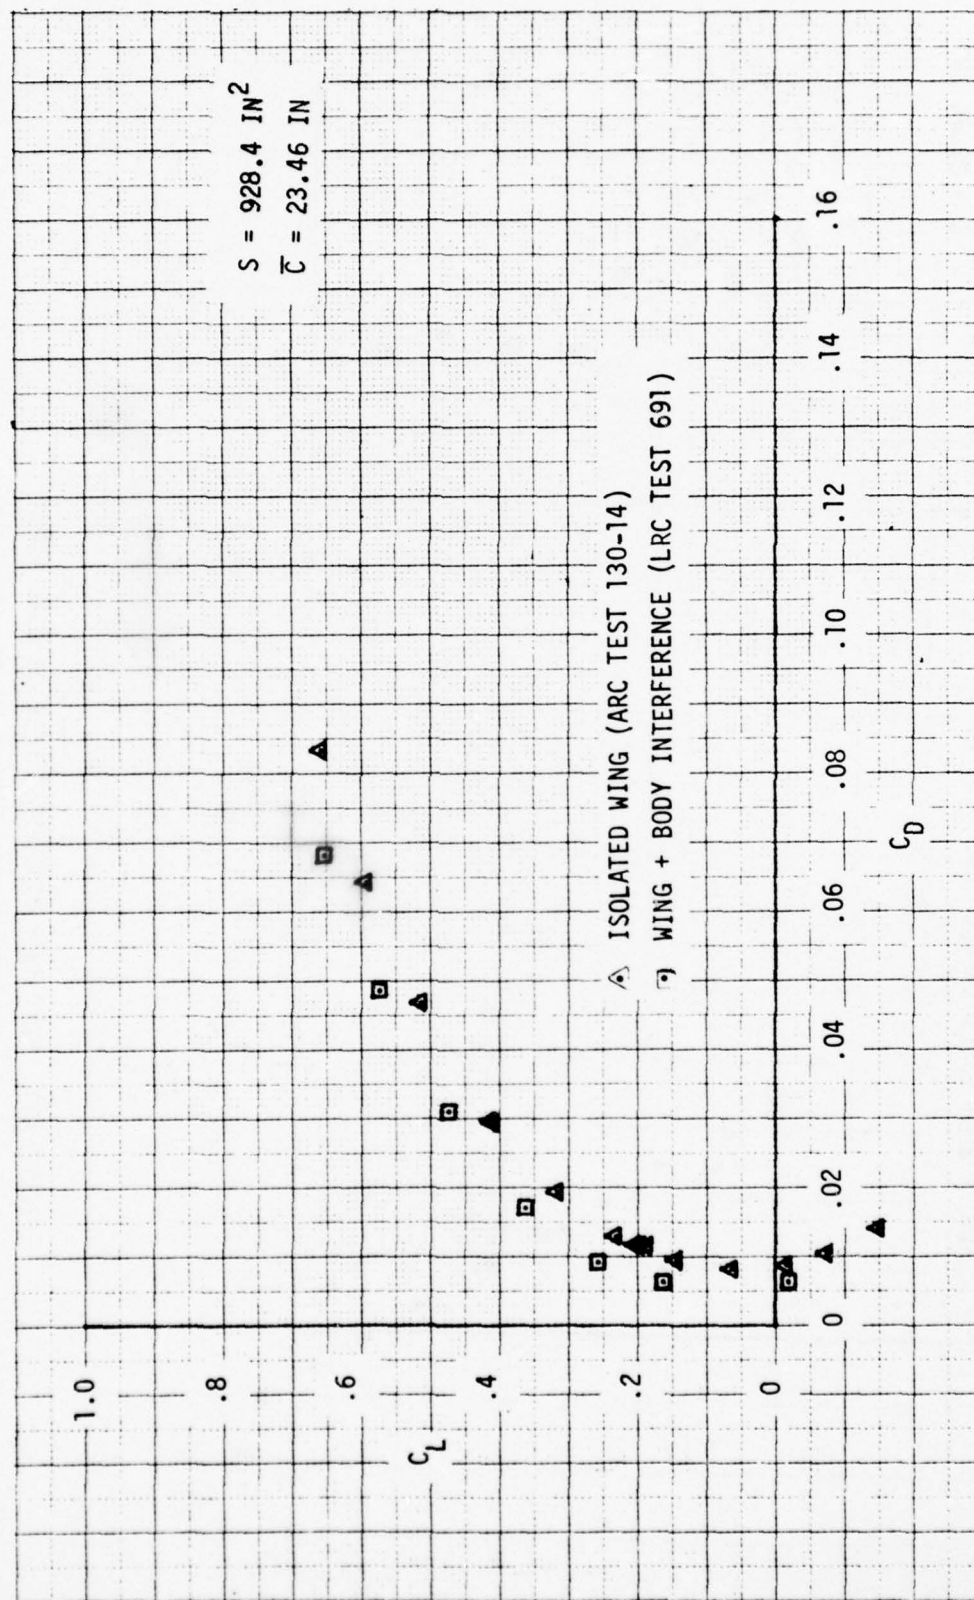 S = 928.4 IN²
C̅ = 23.46 IN
1.0
.8
.6
.4
.2
0
C_L
ISOLATED WING (ARC TEST 130-14)
WING + BODY INTERFERENCE (LRC TEST 691)
0
.02
.04
.06
.08
.10
.12
.14
.16
C_D